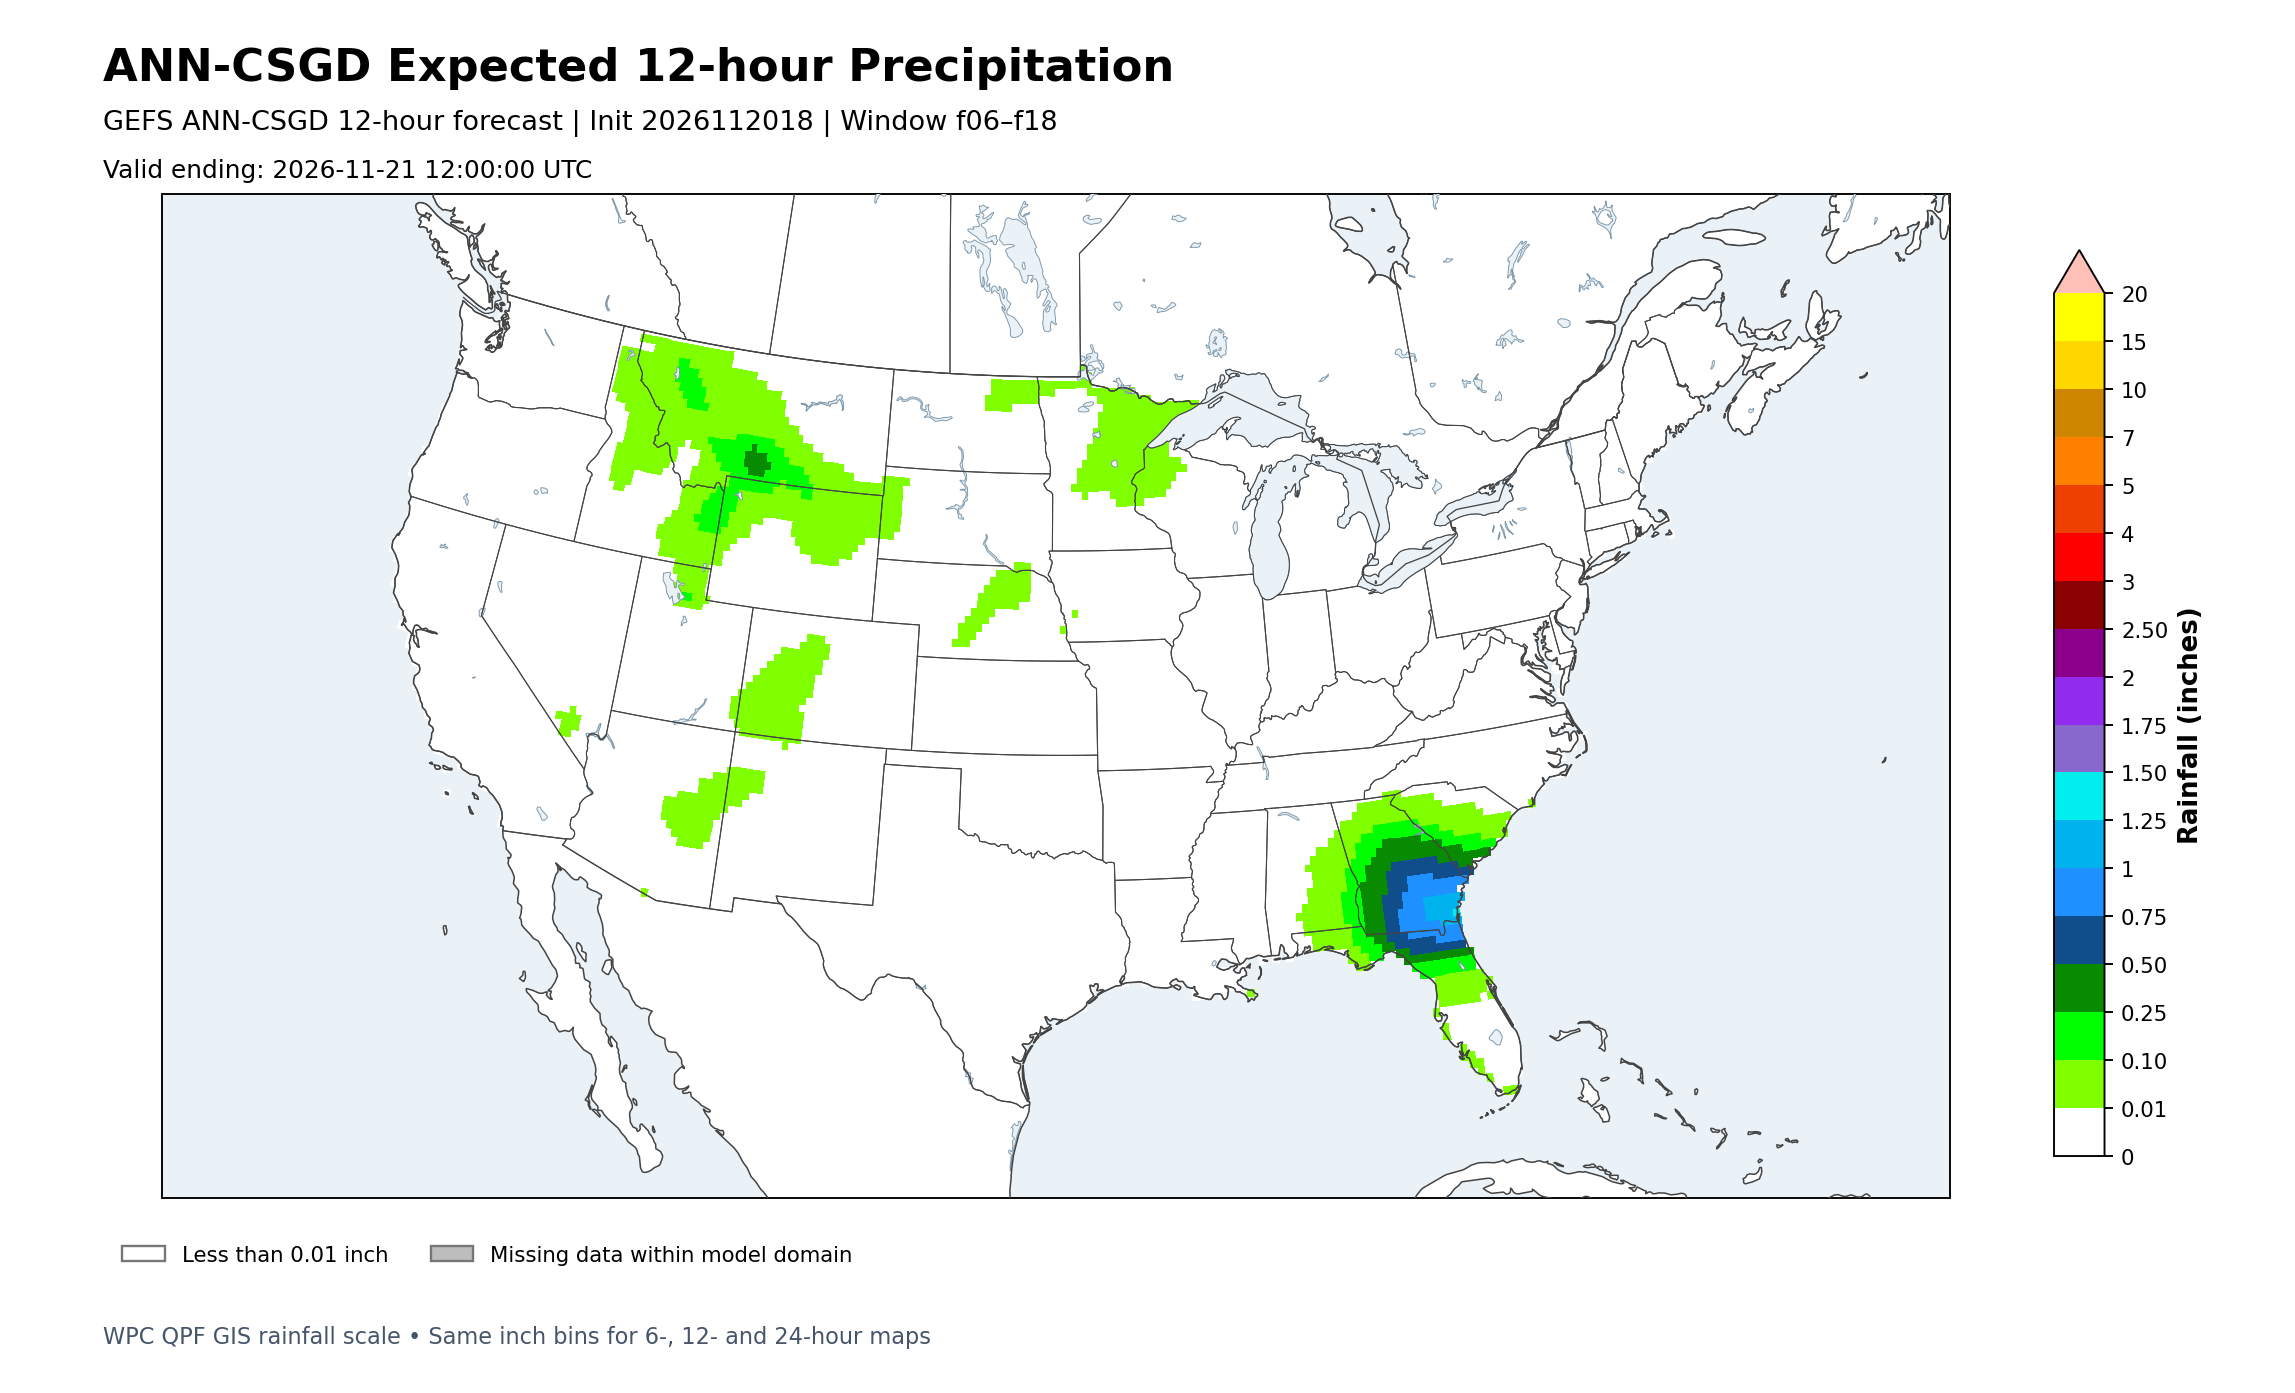 ANN-CSGD Expected 12-hour Precipitation
GEFS ANN-CSGD 12-hour forecast | Init 2026112018 | Window f06–f18
Valid ending: 2026-11-21 12:00:00 UTC
20
15
10
7
5
4
3
2.50
2
1.75
1.50
1.25
1
0.75
0.50
0.25
0.10
0.01
0
Rainfall (inches)
Less than 0.01 inch
Missing data within model domain
WPC QPF GIS rainfall scale • Same inch bins for 6-, 12- and 24-hour maps